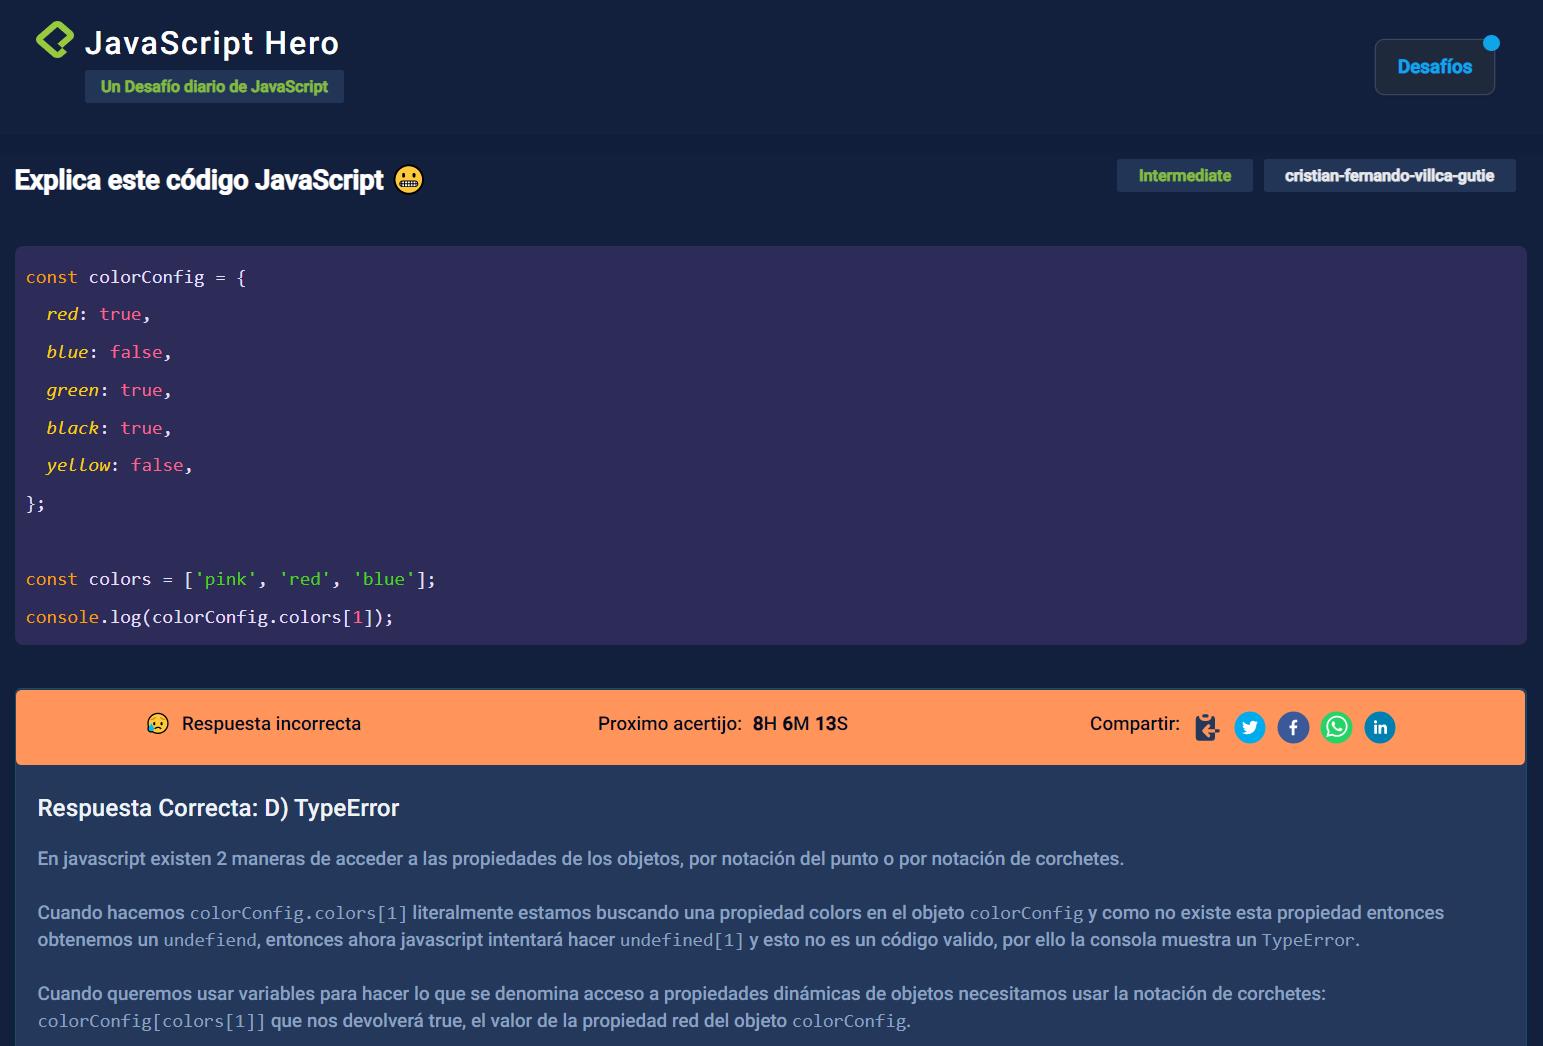 JavaScript Hero
Un Desafío diario de JavaScript
Desafíos
Explica este código JavaScript
Intermediate
cristian-fernando-villca-gutie
const colorConfig = {
red: true,
blue: false,
green: true,
black: true,
yellow: false,
};
const colors = ['pink', 'red', 'blue'];
console.log(colorConfig.colors[1]);
Respuesta incorrecta
Proximo acertijo: 8H 6M 13S
Compartir:
Respuesta Correcta: D) TypeError
En javascript existen 2 maneras de acceder a las propiedades de los objetos, por notación del punto o por notación de corchetes.
Cuando hacemos colorConfig.colors[1] literalmente estamos buscando una propiedad colors en el objeto colorConfig y como no existe esta propiedad entonces
obtenemos un undefiend, entonces ahora javascript intentará hacer undefined[1] y esto no es un código valido, por ello la consola muestra un TypeError.
Cuando queremos usar variables para hacer lo que se denomina acceso a propiedades dinámicas de objetos necesitamos usar la notación de corchetes:
colorConfig[colors[1]] que nos devolverá true, el valor de la propiedad red del objeto colorConfig.